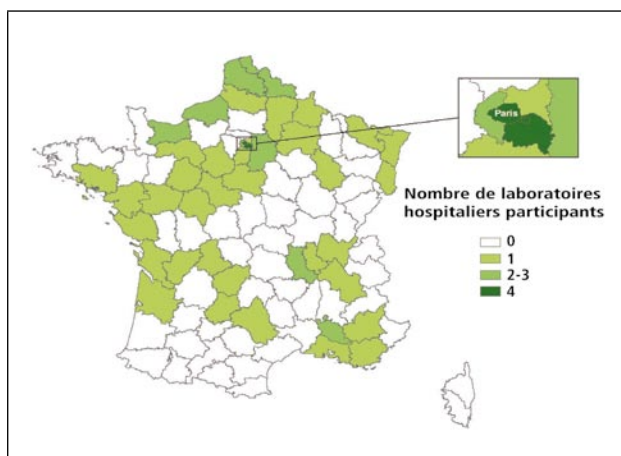 Paris
Nombre de laboratoires
hospitaliers participants
0
1
2-3
4